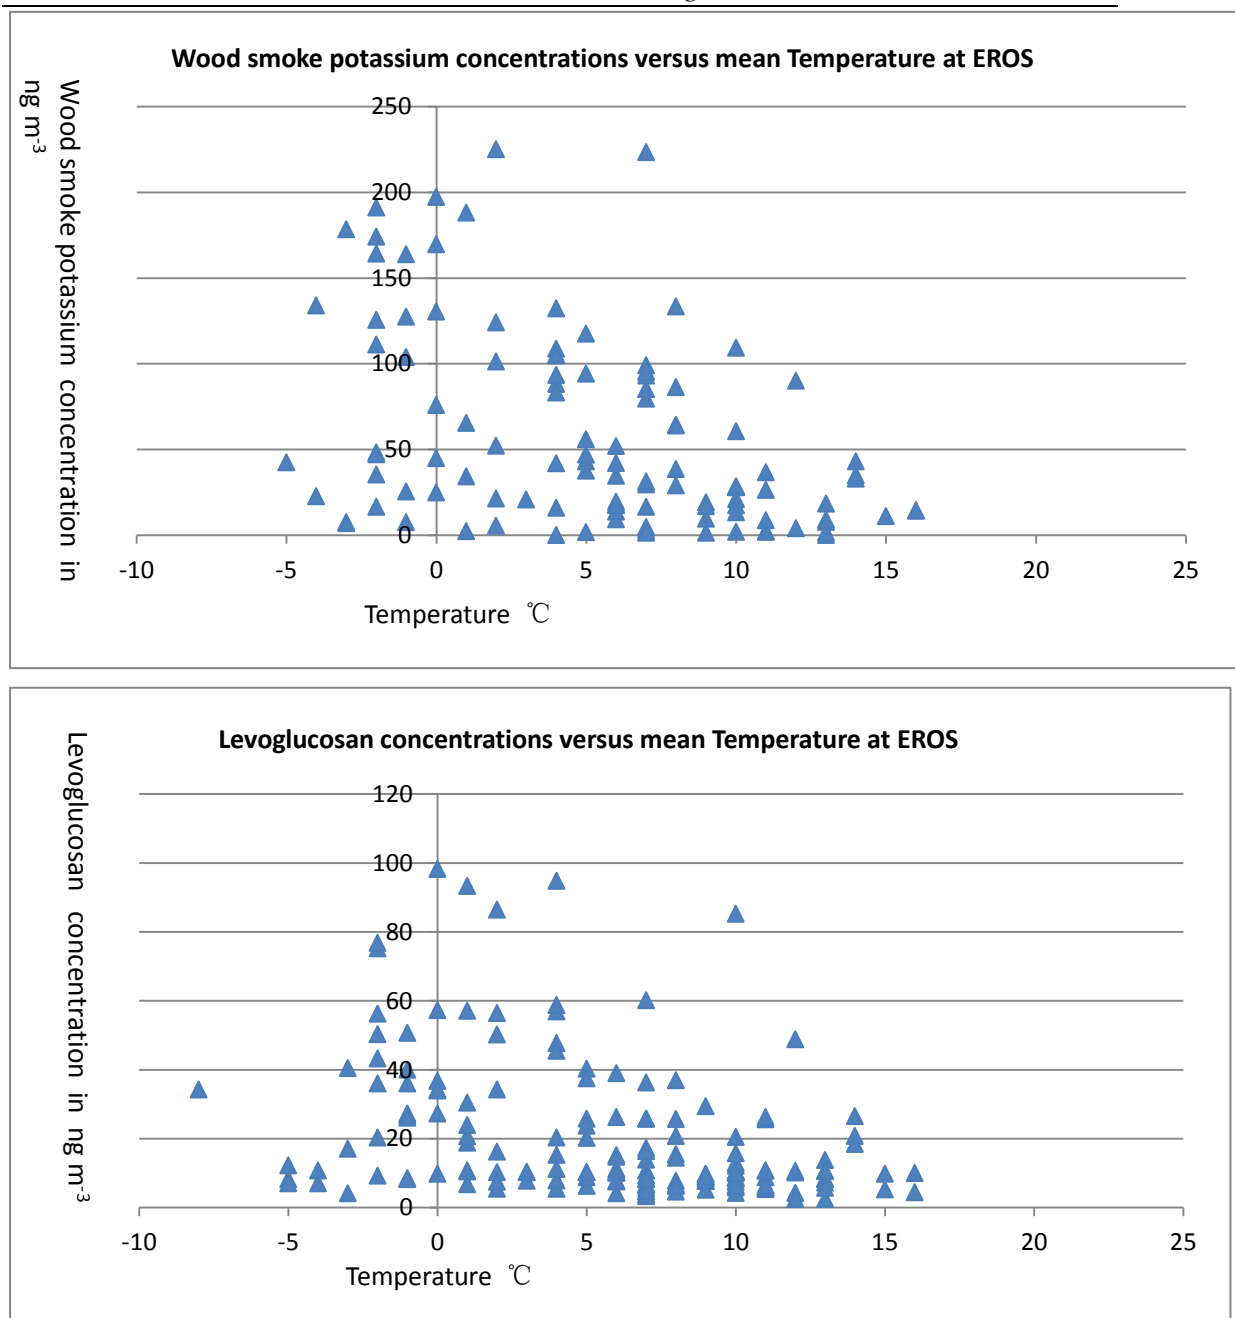 Wood smoke potassium concentrations versus mean Temperature at EROS
Wood smoke potassium concentration in
ng m-3
250
200
150
100
50
0
-10 -5 0 5 10 15 20 25
Temperature ℃
Levoglucosan concentrations versus mean Temperature at EROS
Levoglucosan concentration in ng m-3
120
100
80
60
40
20
0
-10 -5 0 5 10 15 20 25
Temperature ℃